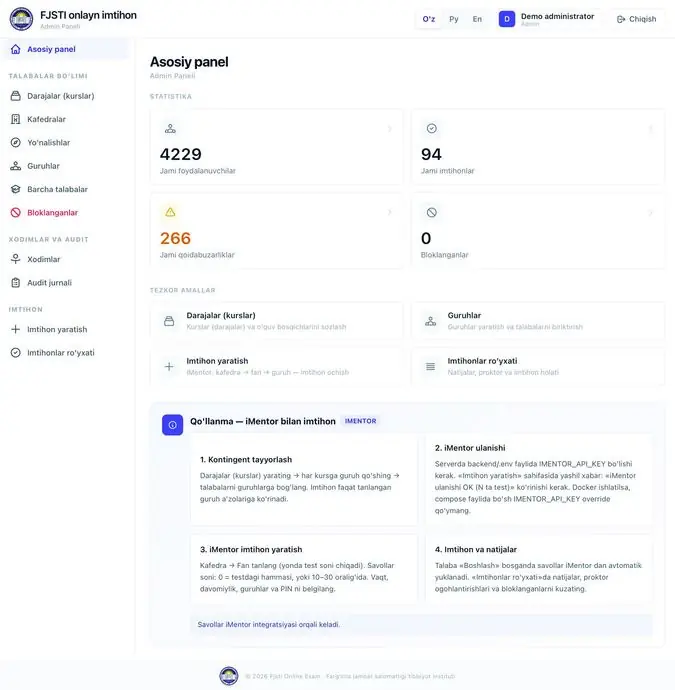 FJSTI onlayn imtihon
Admin Paneli
O'z Ру En
D
Demo administrator
Admin
Chiqish
Asosiy panel
TALABALAR BO'LIMI
Darajalar (kurslar)
Kafedralar
Yo'nalishlar
Guruhlar
Barcha talabalar
Bloklanganlar
XODIMLAR VA AUDIT
Xodimlar
Audit jurnali
IMTIHON
Imtihon yaratish
Imtihonlar ro'yxati
Asosiy panel
Admin Paneli
STATISTIKA
4229
Jami foydalanuvchilar
94
Jami imtihonlar
266
Jami qoidabuzarliklar
0
Bloklanganlar
TEZKOR AMALLAR
Darajalar (kurslar)
Kurslar (darajalar) va o'quv bosqichlarini sozlash
Guruhlar
Guruhlar yaratish va talabalarni biriktirish
Imtihon yaratish
iMentor: kafedra → fan → guruh — imtihon ochish
Imtihonlar ro'yxati
Natijalar, proktor va imtihon holati
Qo'llanma — iMentor bilan imtihon IMENTOR
1. Kontingent tayyorlash
Darajalar (kurslar) yarating → har kursga guruh qo'shing →
talabalarni guruhlarga bog'lang. Imtihon faqat tanlangan
guruh a'zolariga ko'rinadi.
2. iMentor ulanishi
Serverda backend/.env faylida IMENTOR_API_KEY bo'lishi
kerak. «Imtihon yaratish» sahifasida yashil xabar: «iMentor
ulanishi OK (N ta test)» ko'rinishi kerak. Docker ishlatilsa,
compose faylida bo'sh IMENTOR_API_KEY override
qo'ymang.
3. iMentor imtihon yaratish
Kafedra → Fan tanlang (yonda test soni chiqadi). Savollar
soni: 0 = testdagi hammasi, yoki 10–30 oralig'ida. Vaqt,
davomiylik, guruhlar va PIN ni belgilang.
4. Imtihon va natijalar
Talaba «Boshlash» bosganda savollar iMentor dan avtomatik
yuklanadi. «Imtihonlar ro'yxati»da natijalar, proktor
ogohlantirishlari va bloklanganlarni kuzating.
Savollar iMentor integratsiyasi orqali keladi.
© 2026 Fjsti Online Exam · Farg'ona jamoat salomatligi tibbiyot instituti